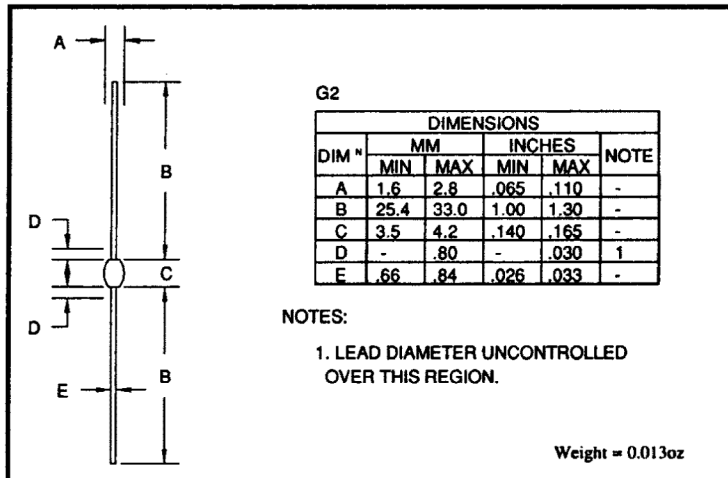 A
B
D
C
D
E
B
G2
DIMENSIONS
DIM N MM INCHES NOTE
MIN MAX MIN MAX
A 1.6 2.8 .065 .110 -
B 25.4 33.0 1.00 1.30 -
C 3.5 4.2 .140 .165 -
D - .80 - .030 1
E .66 .84 .026 .033 -
NOTES:
1. LEAD DIAMETER UNCONTROLLED
OVER THIS REGION.
Weight = 0.013oz